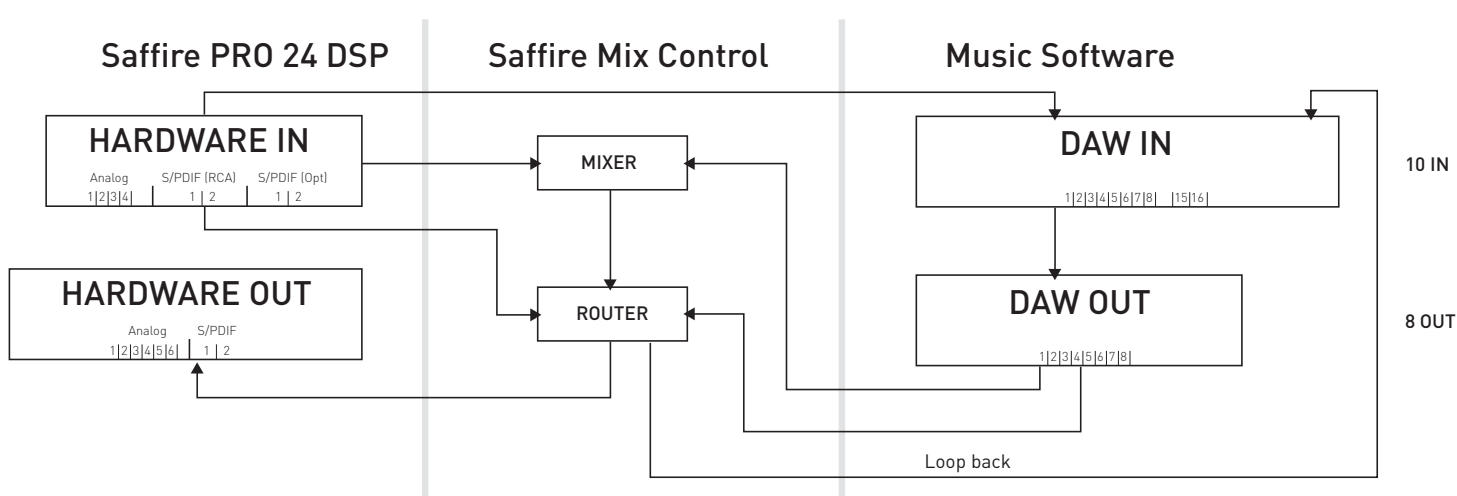 Saffire PRO 24 DSP
Saffire Mix Control
Music Software
HARDWARE IN
Analog
S/PDIF (RCA)
S/PDIF (Opt)
1|2|3|4|
1 | 2
1 | 2
MIXER
DAW IN
1|2|3|4|5|6|7|8| |15|16|
10 IN
HARDWARE OUT
Analog
S/PDIF
1|2|3|4|5|6|
1 | 2
ROUTER
DAW OUT
1|2|3|4|5|6|7|8|
8 OUT
Loop back